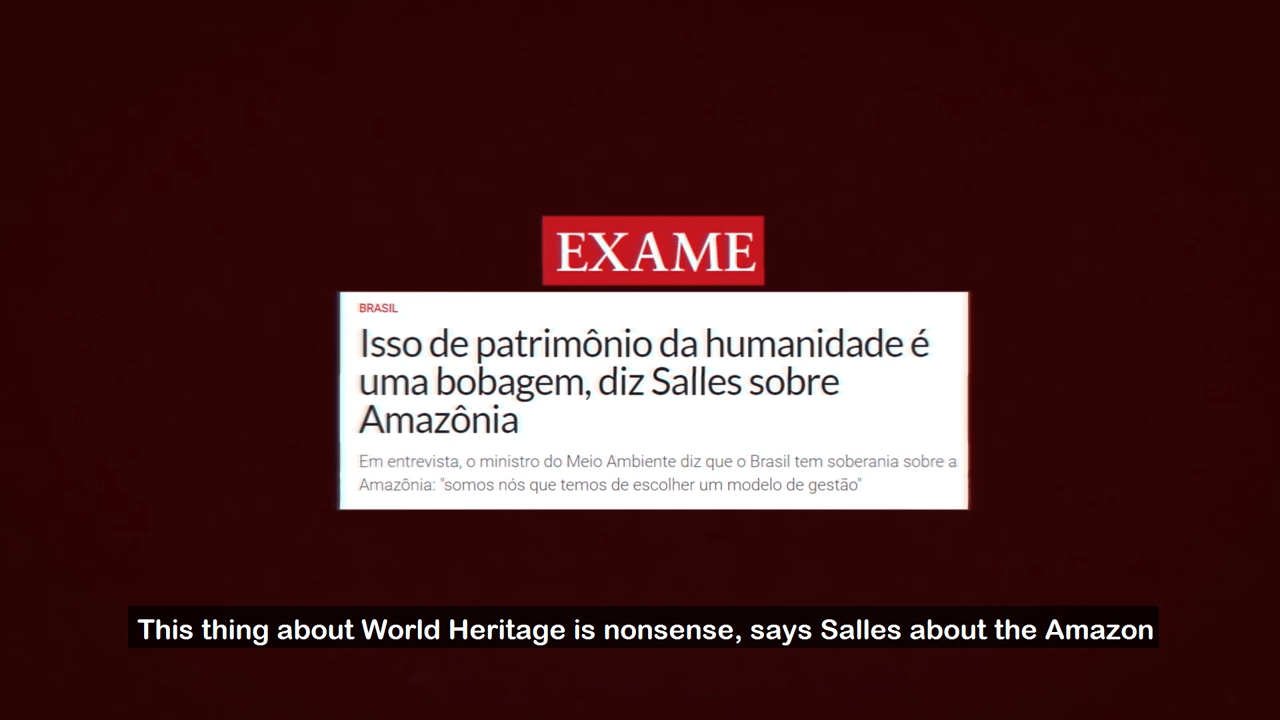 EXAME
BRASIL
Isso de patrimônio da humanidade é
uma bobagem, diz Salles sobre
Amazônia
Em entrevista, o ministro do Meio Ambiente diz que o Brasil tem soberania sobre a
Amazônia: "somos nós que temos de escolher um modelo de gestão"
This thing about World Heritage is nonsense, says Salles about the Amazon